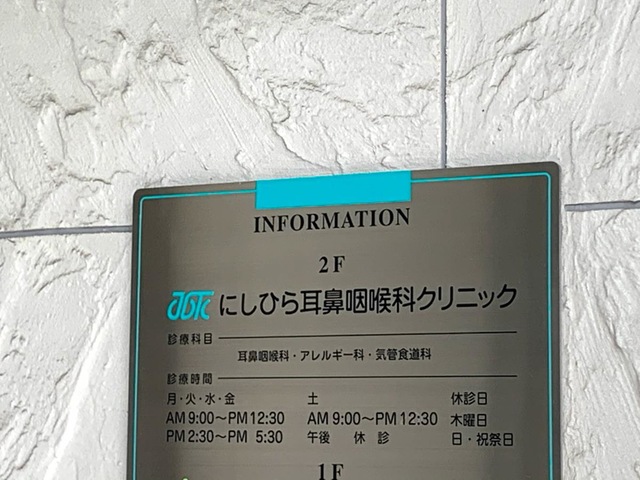 INFORMATION
2F
にしひら耳鼻咽喉科クリニック
診療科目
耳鼻咽喉科・アレルギー科・気管食道科
診療時間
月・火・水・金 土 休診日
AM 9:00〜PM 12:30 AM 9:00〜PM 12:30 木曜日
PM 2:30〜PM 5:30 午後 休 診 日・祝祭日
1F